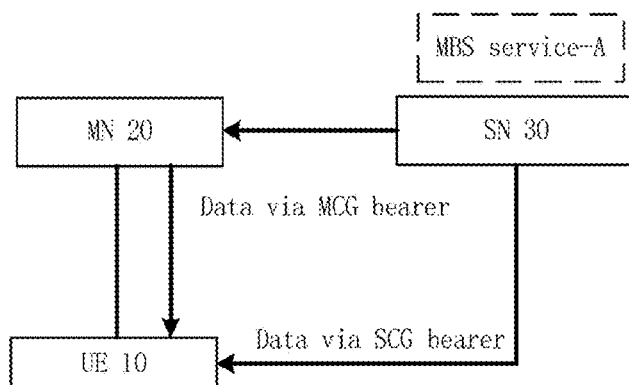 MBS service-A
MN 20
SN 30
Data via MCG bearer
Data via SCG bearer
UE 10